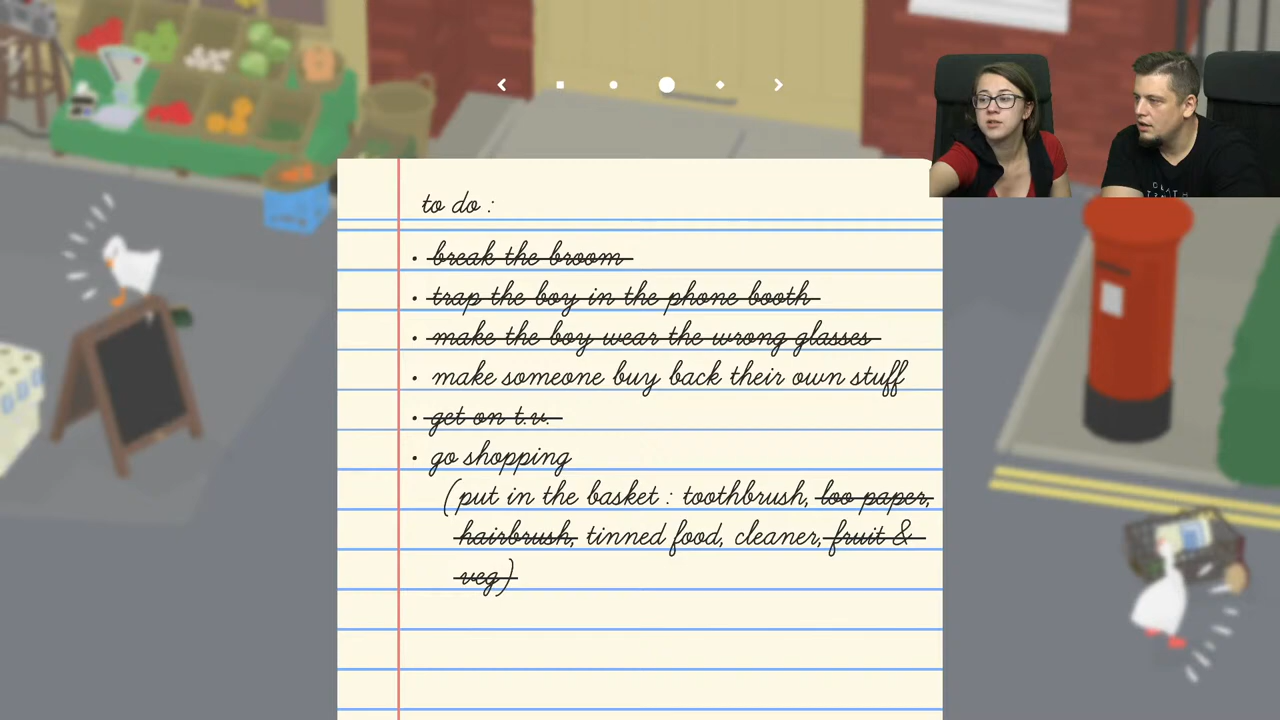 to do :
• break the broom
• trap the boy in the phone booth
• make the boy wear the wrong glasses
• make someone buy back their own stuff
• get on t.v.
• go shopping
(put in the basket : toothbrush, loo paper,
hairbrush, tinned food, cleaner, fruit &
veg)